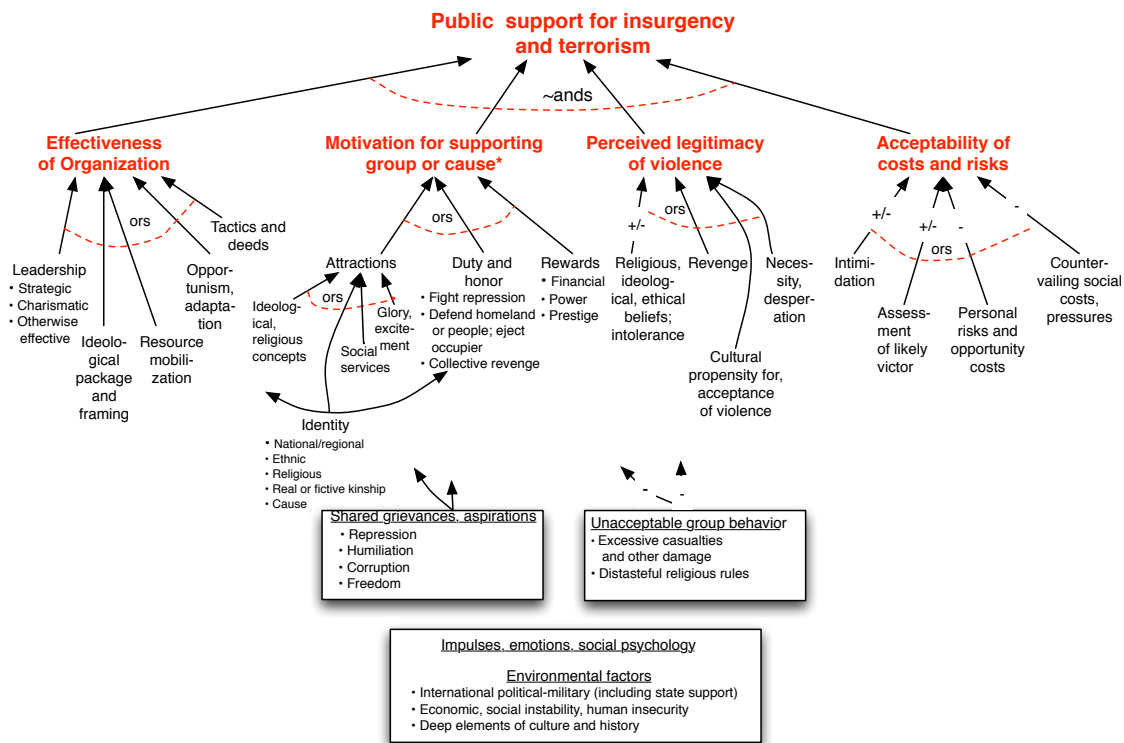 Public support for insurgency
and terrorism
~ands
Effectiveness
of Organization
Motivation for supporting
group or cause*
Perceived legitimacy
of violence
Acceptability of
costs and risks
ors
Tactics and
deeds
Leadership
• Strategic
• Charismatic
• Otherwise
effective
Ideolo-
gical
package
and
framing
Resource
mobili-
zation
Oppor-
tunism,
adapta-
tion
ors
Attractions
ors
Ideolog-
ical,
religious
concepts
Social
services
Glory,
excite-
ment
Duty and
honor
• Fight repression
• Defend homeland
or people; eject
occupier
• Collective revenge
Rewards
• Financial
• Power
• Prestige
Identity
• National/regional
• Ethnic
• Religious
• Real or fictive kinship
• Cause
ors
+/-
Religious,
ideolog-
ical, ethical
beliefs;
intolerance
Revenge
Cultural
propensity for,
acceptance
of violence
Necess-
ity,
desper-
ation
+/-
+/-
-
-
ors
Intimi-
dation
Assess-
ment
of likely
victor
Personal
risks and
opportunity
costs
Counter-
vailing social
costs,
pressures
-
-
Shared grievances, aspirations
• Repression
• Humiliation
• Corruption
• Freedom
Unacceptable group behavior
• Excessive casualties
and other damage
• Distasteful religious rules
Impulses, emotions, social psychology
Environmental factors
• International political-military (including state support)
• Economic, social instability, human insecurity
• Deep elements of culture and history